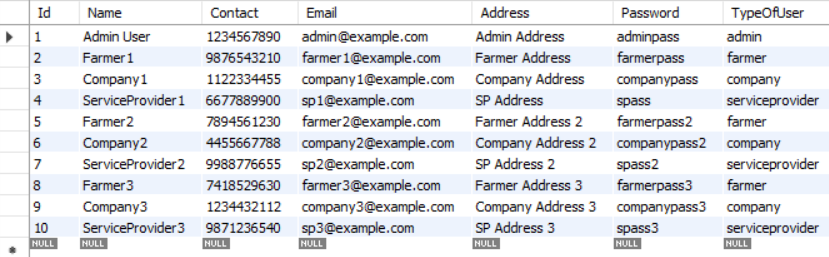 Id Name Contact Email Address Password TypeOfUser
1 Admin User 1234567890 admin@example.com Admin Address adminpass admin
2 Farmer1 9876543210 farmer1@example.com Farmer Address farmerpass farmer
3 Company1 1122334455 company1@example.com Company Address companypass company
4 ServiceProvider1 6677889900 sp1@example.com SP Address spass serviceprovider
5 Farmer2 7894561230 farmer2@example.com Farmer Address 2 farmerpass2 farmer
6 Company2 4455667788 company2@example.com Company Address 2 companypass2 company
7 ServiceProvider2 9988776655 sp2@example.com SP Address 2 spass2 serviceprovider
8 Farmer3 7418529630 farmer3@example.com Farmer Address 3 farmerpass3 farmer
9 Company3 1234432112 company3@example.com Company Address 3 companypass3 company
10 ServiceProvider3 9871236540 sp3@example.com SP Address 3 spass3 serviceprovider
NULL NULL NULL NULL NULL NULL NULL